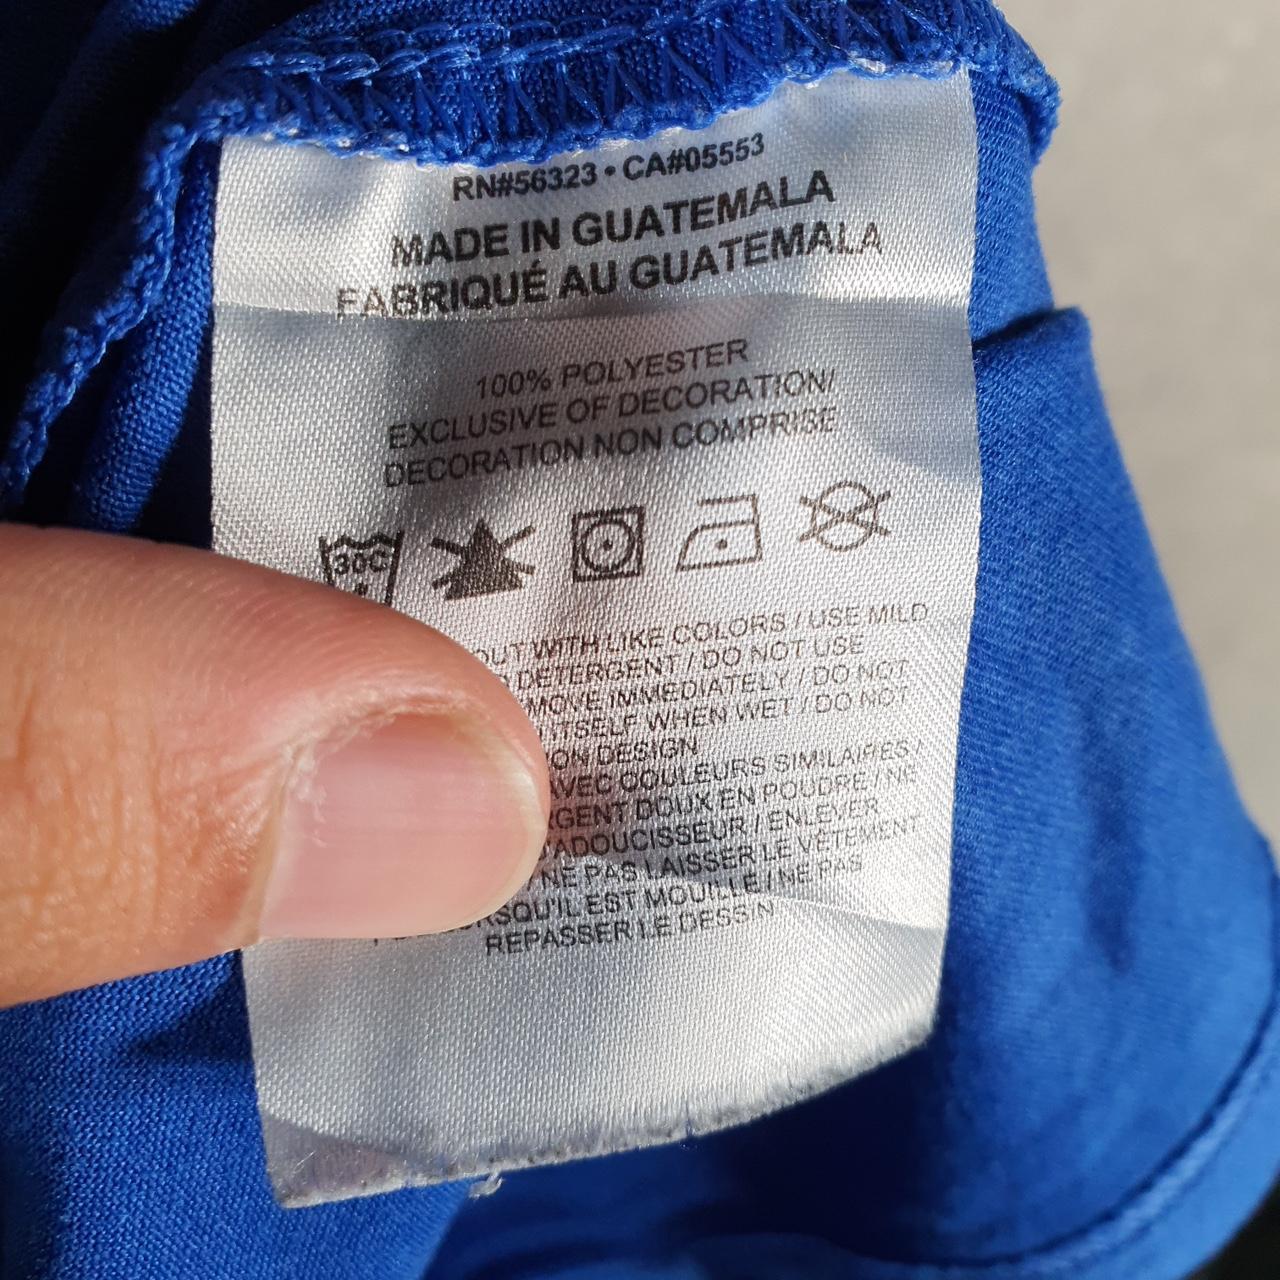 RN#56323 • CA#05553
MADE IN GUATEMALA
FABRIQUÉ AU GUATEMALA
100% POLYESTER
EXCLUSIVE OF DECORATION/
DECORATION NON COMPRISE
30C
OUT WITH LIKE COLORS / USE MILD
DETERGENT / DO NOT USE
MOVE IMMEDIATELY / DO NOT
ITSELF WHEN WET / DO NOT
ON DESIGN
AVEC COULEURS SIMILAIRES /
RGENT DOUX EN POUDRE / NE
D'ADOUCISSEUR / ENLEVER
/ NE PAS LAISSER LE VÊTEMENT
RSQU'IL EST MOUILLE / NE PAS
REPASSER LE DESSIN